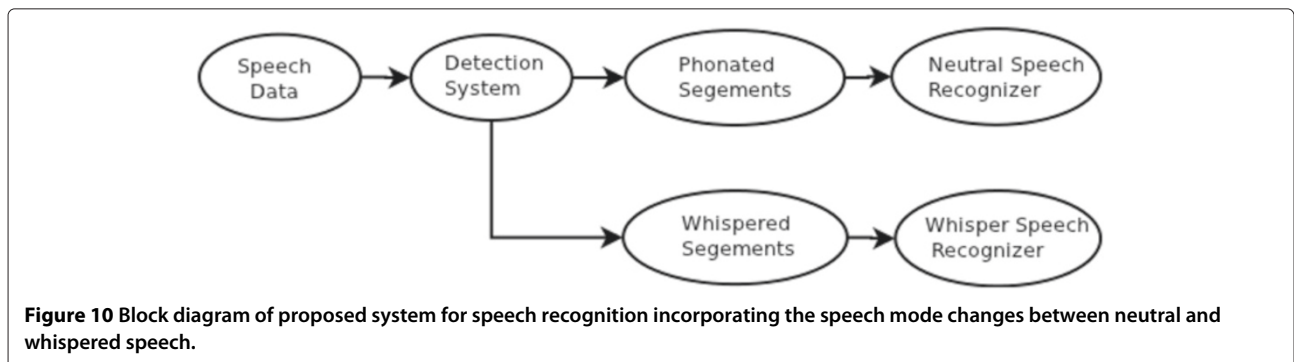 Speech
Data
Detection
System
Phonated
Segements
Neutral Speech
Recognizer
Whispered
Segements
Whisper Speech
Recognizer
Figure 10 Block diagram of proposed system for speech recognition incorporating the speech mode changes between neutral and
whispered speech.